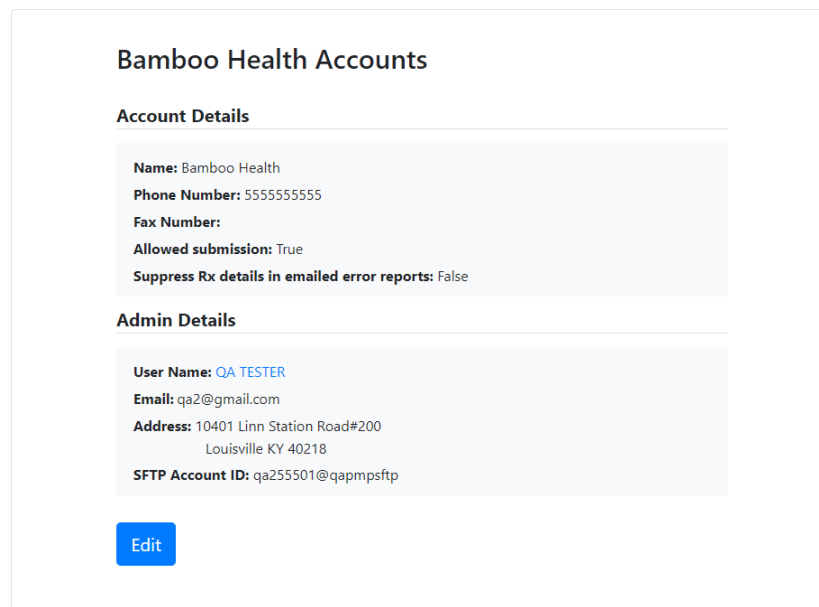 Bamboo Health Accounts
Account Details
Name: Bamboo Health
Phone Number: 5555555555
Fax Number:
Allowed submission: True
Suppress Rx details in emailed error reports: False
Admin Details
User Name: QA TESTER
Email: qa2@gmail.com
Address: 10401 Linn Station Road#200
Louisville KY 40218
SFTP Account ID: qa255501@qapmpsftp
Edit